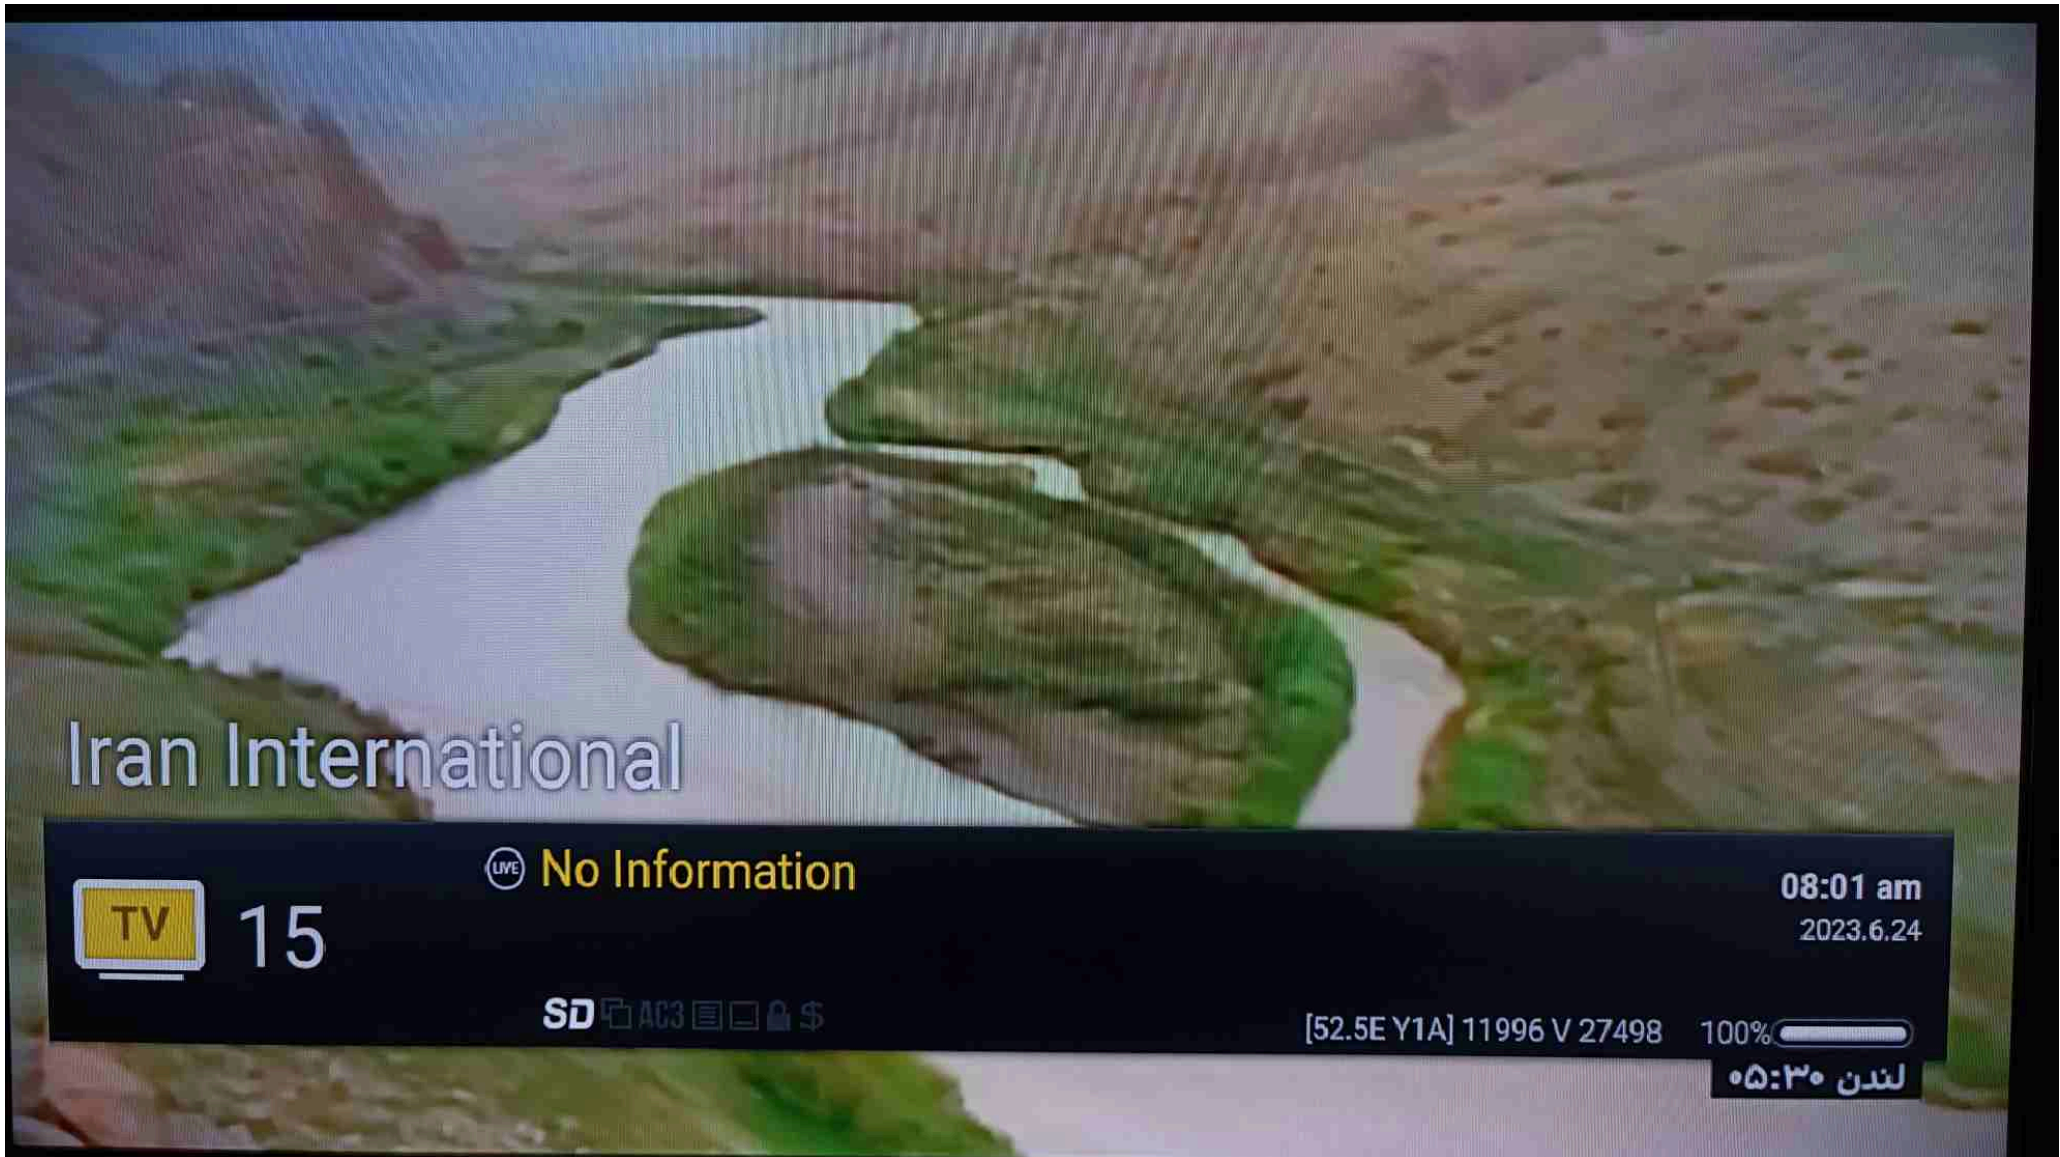 Iran International
LIVE No Information
TV 15
08:01 am
2023.6.24
SD AC3 $
[52.5E Y1A] 11996 V 27498 100%
لندن ۰۵:۳۰